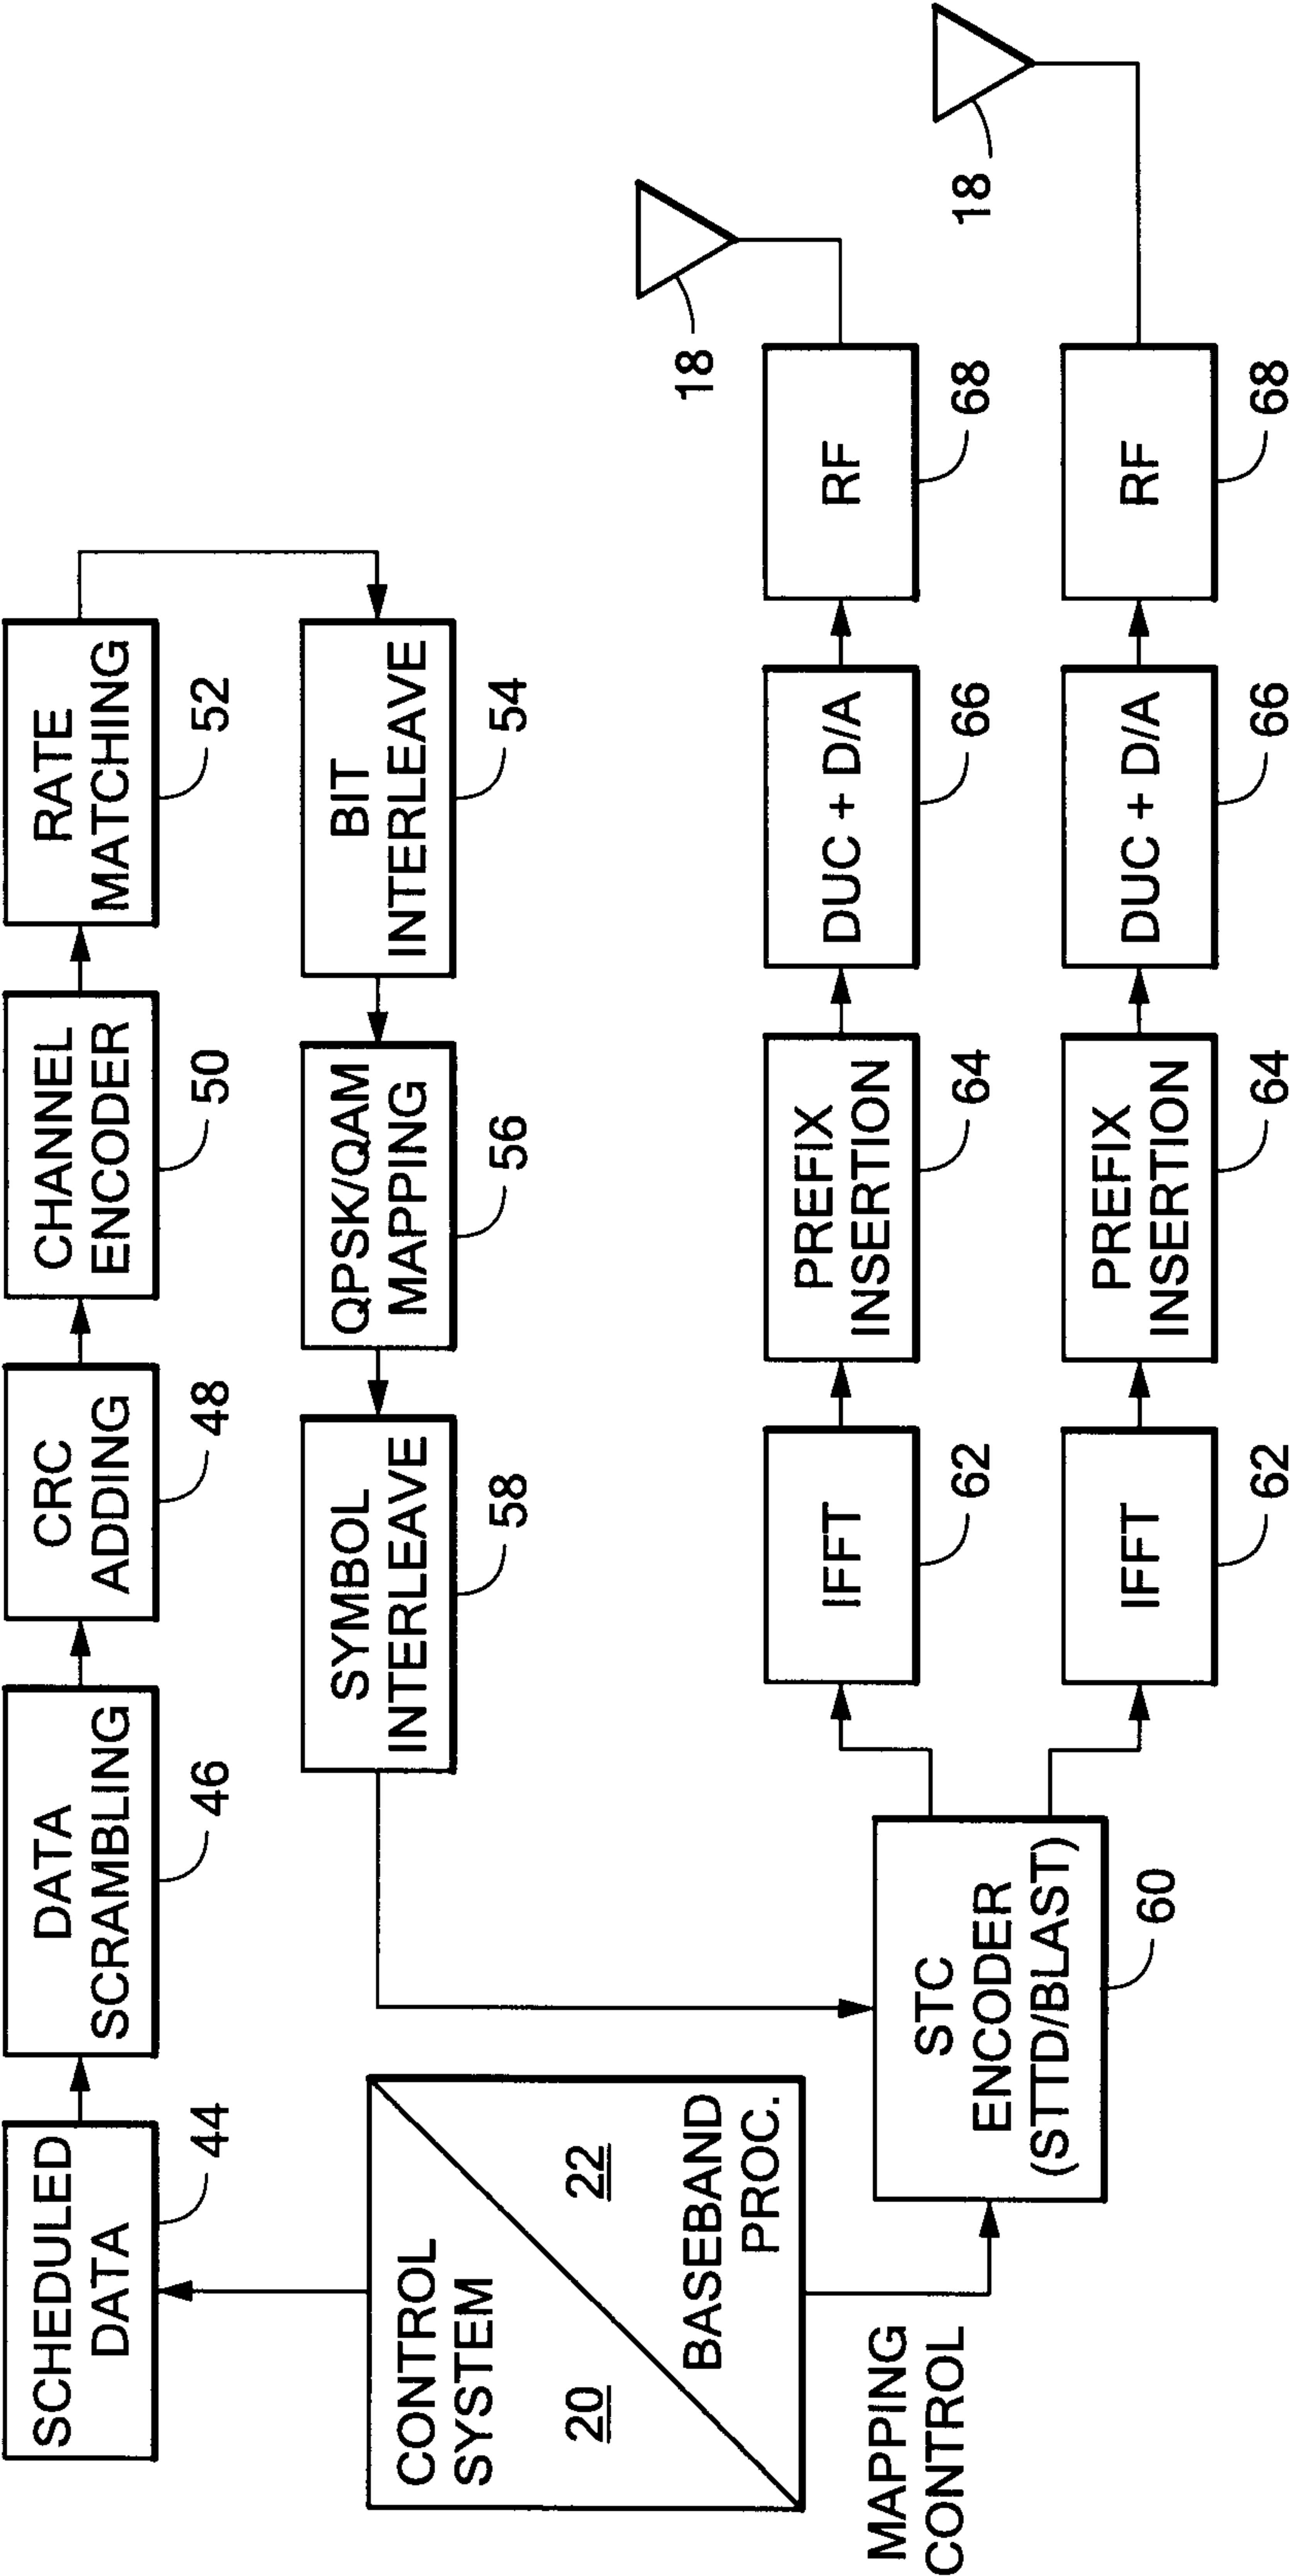 SCHEDULED
DATA
44
DATA
SCRAMBLING
46
CRC
ADDING
48
CHANNEL
ENCODER
50
RATE
MATCHING
52
BIT
INTERLEAVE
54
QPSK/QAM
MAPPING
56
SYMBOL
INTERLEAVE
58
CONTROL
SYSTEM
20
22
BASEBAND
PROC.
MAPPING
CONTROL
STC
ENCODER
(STTD/BLAST)
60
IFFT
62
PREFIX
INSERTION
64
DUC + D/A
66
RF
68
18
IFFT
62
PREFIX
INSERTION
64
DUC + D/A
66
RF
68
18